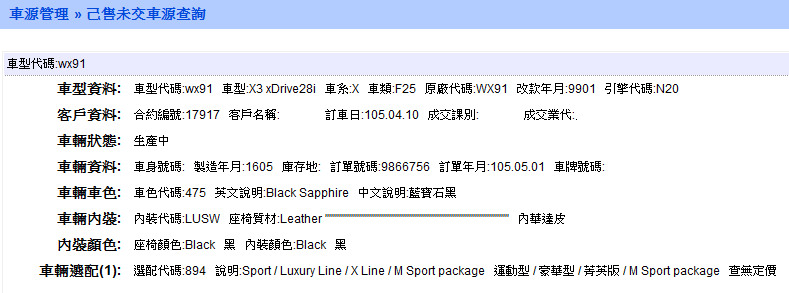 車源管理 » 己售未交車源查詢
車型代碼:wx91
車型資料: 車型代碼:wx91 車型:X3 xDrive28i 車系:X 車類:F25 原廠代碼:WX91 改款年月:9901 引擎代碼:N20
客戶資料: 合約編號:17917 客戶名稱: 訂車日:105.04.10 成交課別: 成交業代:.
車輛狀態: 生產中
車輛資料: 車身號碼: 製造年月:1605 庫存地: 訂單號碼:9866756 訂單年月:105.05.01 車牌號碼:
車輛車色: 車色代碼:475 英文說明:Black Sapphire 中文說明:藍寶石黑
車輛內裝: 內裝代碼:LUSW 座椅質材:Leather 內華達皮
內裝顏色: 座椅顏色:Black 黑 內裝顏色:Black 黑
車輛選配(1): 選配代碼:894 說明:Sport / Luxury Line / X Line / M Sport package 運動型 / 豪華型 / 菁英版 / M Sport package 查無定價